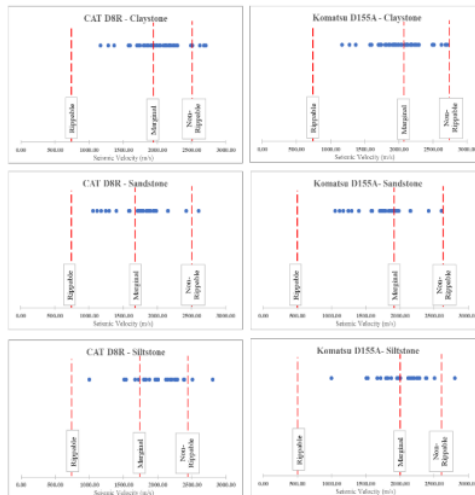 CAT D8R - Claystone
Rippable
Marginal
Non-
Rippable
0.00 500.00 1000.00 1500.00 2000.00 2500.00 3000.00
Seismic Velocity (m/s)
Komatsu D155A - Claystone
Rippable
Marginal
Non-
Rippable
0.00 500.00 1000.00 1500.00 2000.00 2500.00 3000.00
Seismic Velocity (m/s)
CAT D8R - Sandstone
Rippable
Marginal
Non-
Rippable
0.00 500.00 1000.00 1500.00 2000.00 2500.00 3000.00
Seismic Velocity (m/s)
Komatsu D155A- Sandstone
Rippable
Marginal
Non-
Rippable
0.00 500.00 1000.00 1500.00 2000.00 2500.00 3000.00
Seismic Velocity (m/s)
CAT D8R - Siltstone
Rippable
Marginal
Non-
Rippable
0.00 500.00 1000.00 1500.00 2000.00 2500.00 3000.00
Seismic Velocity (m/s)
Komatsu D155A- Siltstone
Rippable
Marginal
Non-
Rippable
0.00 500.00 1000.00 1500.00 2000.00 2500.00 3000.00
Seismic Velocity (m/s)